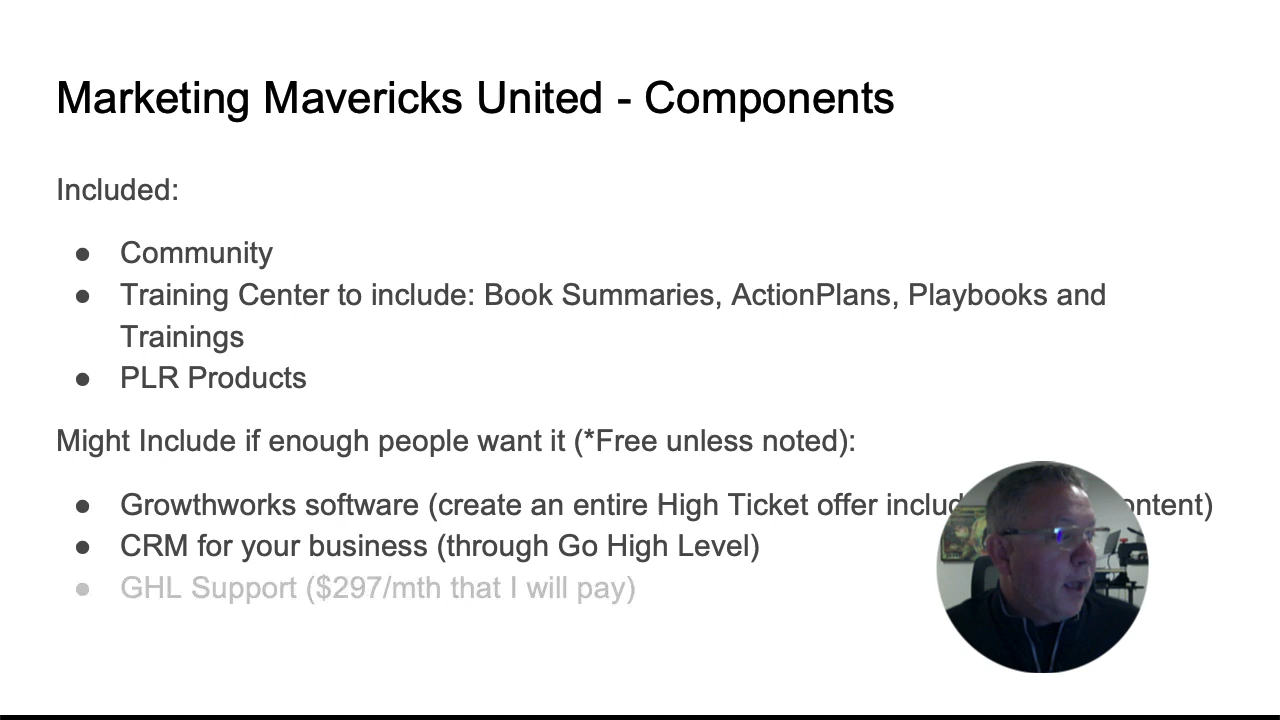 Marketing Mavericks United - Components
Included:
● Community
● Training Center to include: Book Summaries, ActionPlans, Playbooks and
Trainings
● PLR Products
Might Include if enough people want it (*Free unless noted):
● Growthworks software (create an entire High Ticket offer
● CRM for your business (through Go High Level)
● GHL Support ($297/mth that I will pay)